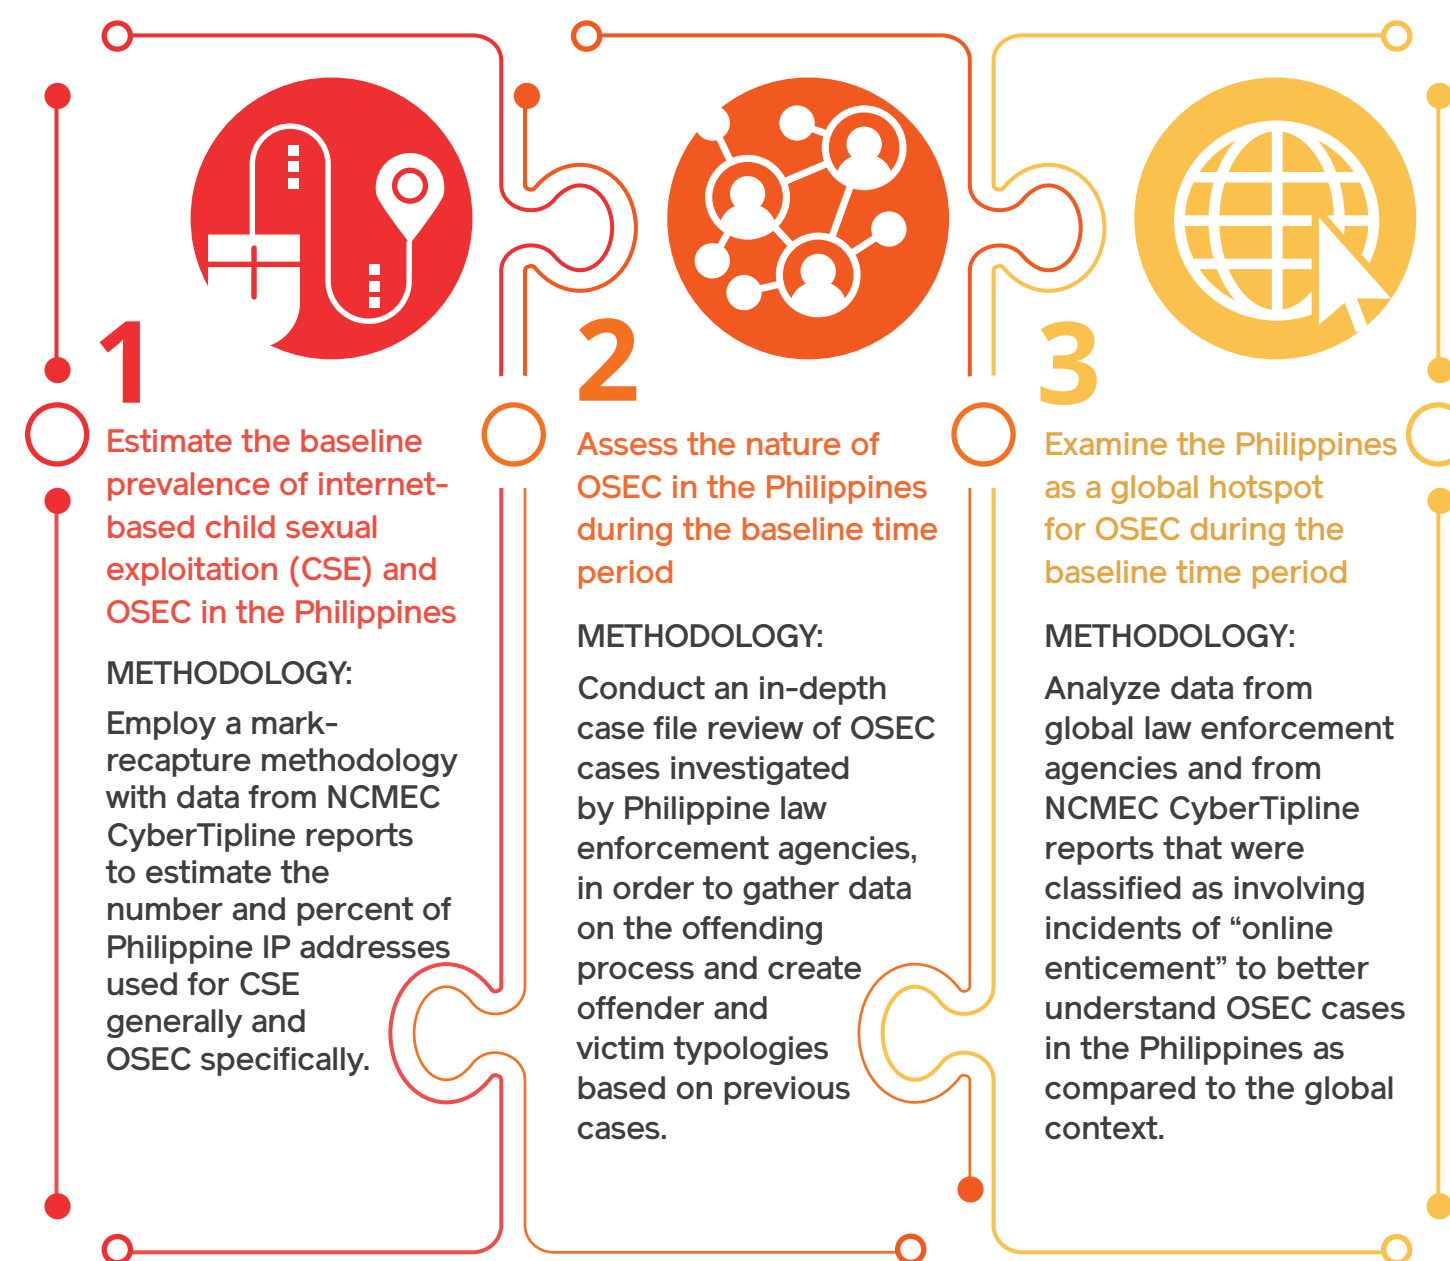 1
Estimate the baseline
prevalence of internet-
based child sexual
exploitation (CSE) and
OSEC in the Philippines
METHODOLOGY:
Employ a mark-
recapture methodology
with data from NCMEC
CyberTipline reports
to estimate the
number and percent of
Philippine IP addresses
used for CSE
generally and
OSEC specifically.
2
Assess the nature of
OSEC in the Philippines
during the baseline time
period
METHODOLOGY:
Conduct an in-depth
case file review of OSEC
cases investigated
by Philippine law
enforcement agencies,
in order to gather data
on the offending
process and create
offender and
victim typologies
based on previous
cases.
3
Examine the Philippines
as a global hotspot
for OSEC during the
baseline time period
METHODOLOGY:
Analyze data from
global law enforcement
agencies and from
NCMEC CyberTipline
reports that were
classified as involving
incidents of “online
enticement” to better
understand OSEC cases
in the Philippines as
compared to the global
context.